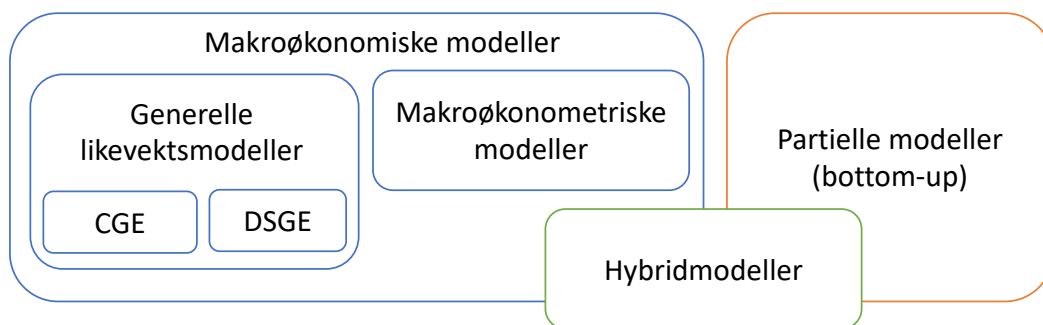 Makroøkonomiske modeller
Generelle
likevektsmodeller
CGE
DSGE
Makroøkonometriske
modeller
Partielle modeller
(bottom-up)
Hybridmodeller